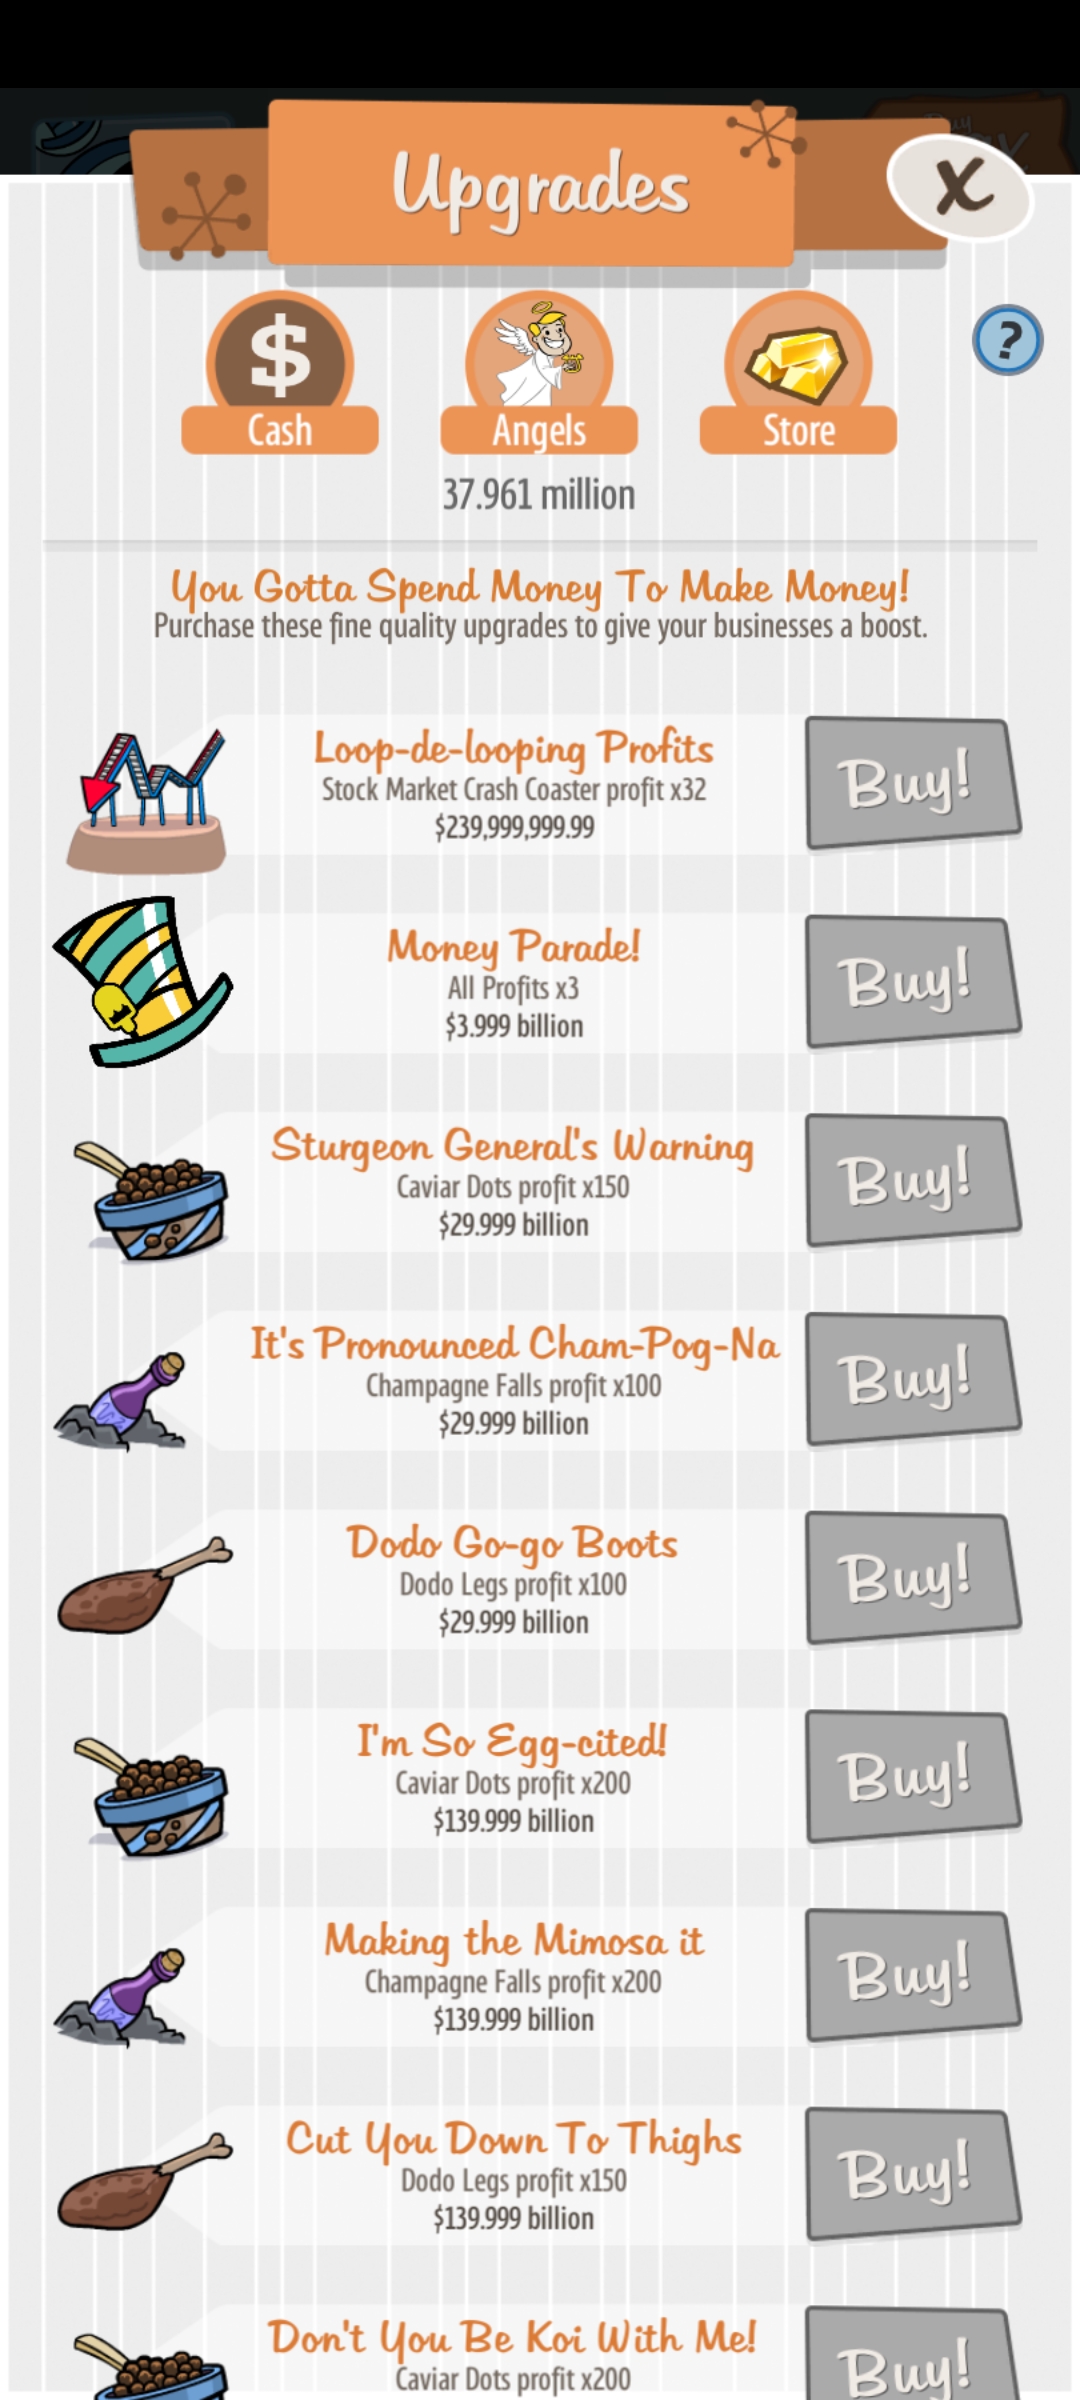 Upgrades
X
$
?
Cash
Angels
Store
37.961 million
You Gotta Spend Money To Make Money!
Purchase these fine quality upgrades to give your businesses a boost.
Loop-de-looping Profits
Stock Market Crash Coaster profit x32
$239,999,999.99
Buy!
Money Parade!
All Profits x3
$3.999 billion
Buy!
Sturgeon General's Warning
Caviar Dots profit x150
$29.999 billion
Buy!
It's Pronounced Cham-Pog-Na
Champagne Falls profit x100
$29.999 billion
Buy!
Dodo Go-go Boots
Dodo Legs profit x100
$29.999 billion
Buy!
I'm So Egg-cited!
Caviar Dots profit x200
$139.999 billion
Buy!
Making the Mimosa it
Champagne Falls profit x200
$139.999 billion
Buy!
Cut You Down To Thighs
Dodo Legs profit x150
$139.999 billion
Buy!
Don't You Be Koi With Me!
Caviar Dots profit x200
Buy!